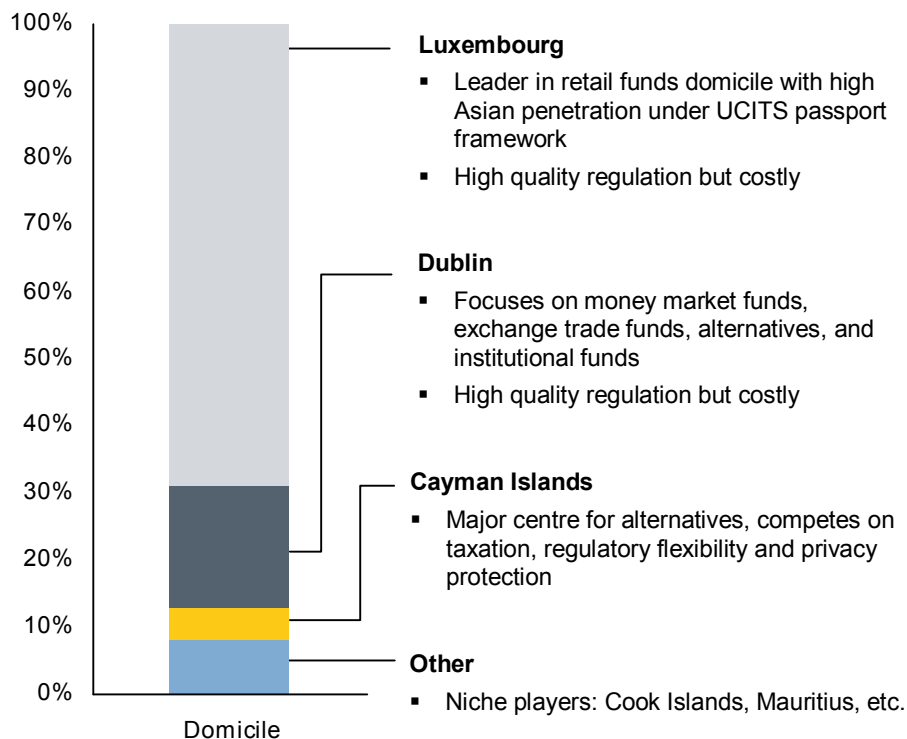 100%
90%
80%
70%
60%
50%
40%
30%
20%
10%
0%
Domicile
Luxembourg
▪ Leader in retail funds domicile with high
Asian penetration under UCITS passport
framework
▪ High quality regulation but costly
Dublin
▪ Focuses on money market funds,
exchange trade funds, alternatives, and
institutional funds
▪ High quality regulation but costly
Cayman Islands
▪ Major centre for alternatives, competes on
taxation, regulatory flexibility and privacy
protection
Other
▪ Niche players: Cook Islands, Mauritius, etc.